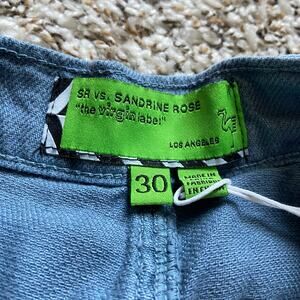 SR VS. SANDRINE ROSE
"the virgin label"
LOS ANGELES
30
MADE IN